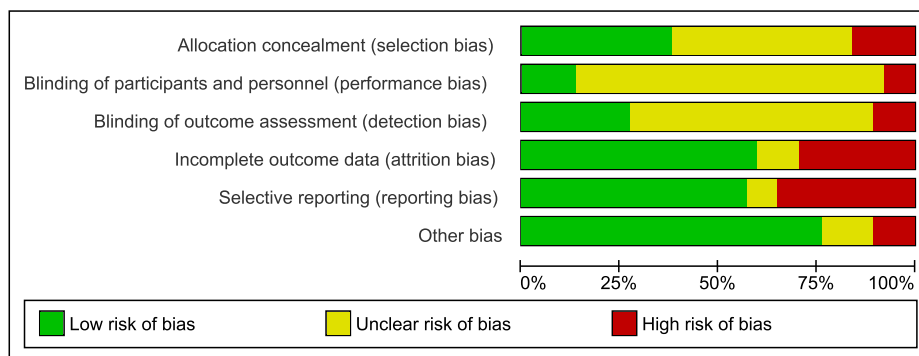 Allocation concealment (selection bias)
Blinding of participants and personnel (performance bias)
Blinding of outcome assessment (detection bias)
Incomplete outcome data (attrition bias)
Selective reporting (reporting bias)
Other bias
0% 25% 50% 75% 100%
Low risk of bias Unclear risk of bias High risk of bias